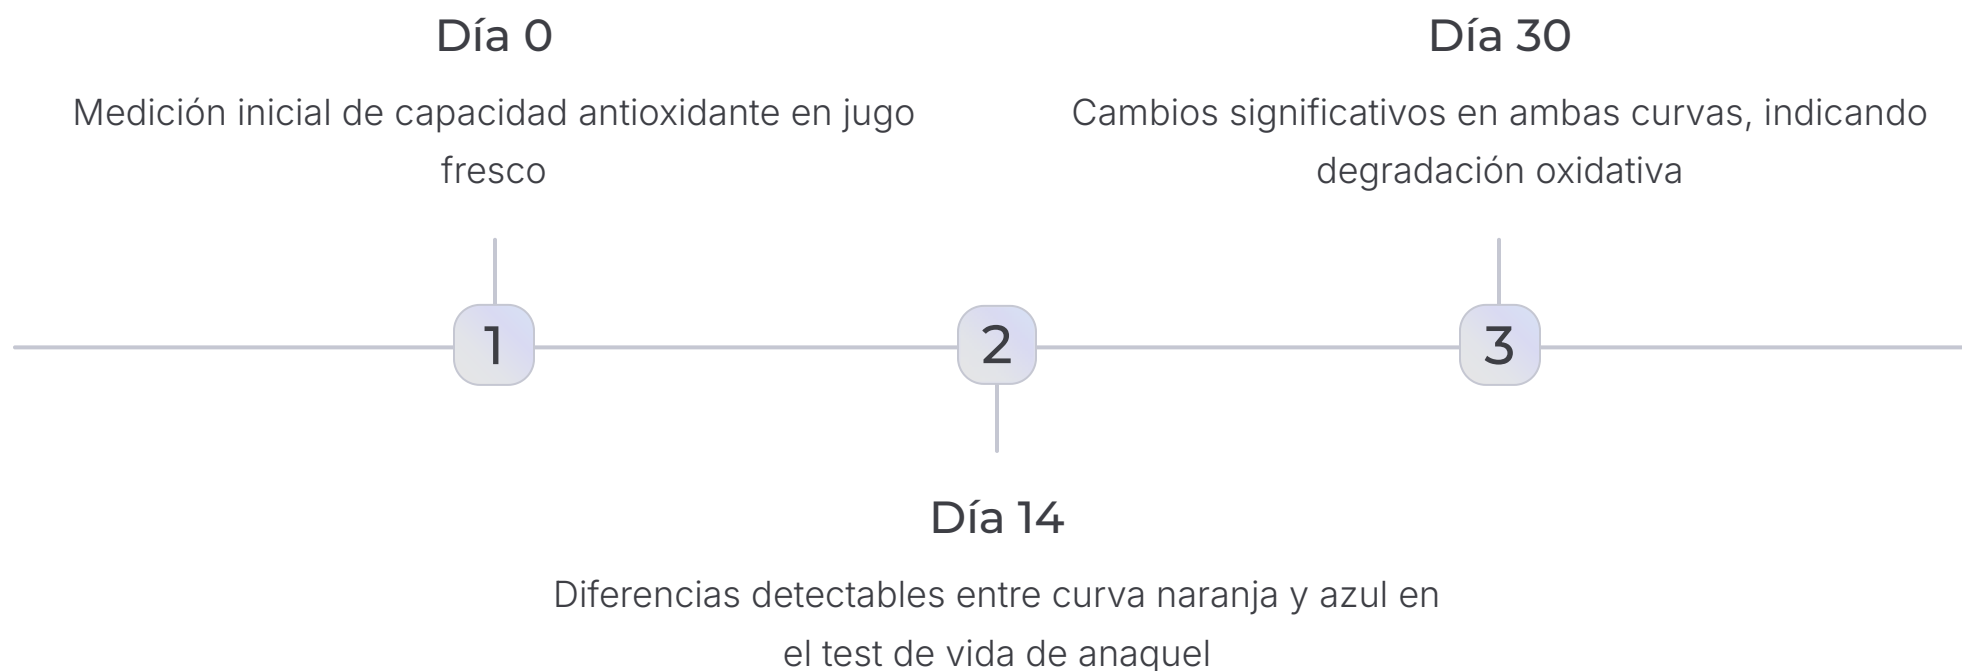 Día 0
Medición inicial de capacidad antioxidante en jugo
fresco
Día 30
Cambios significativos en ambas curvas, indicando
degradación oxidativa
1
2
3
Día 14
Diferencias detectables entre curva naranja y azul en
el test de vida de anaquel